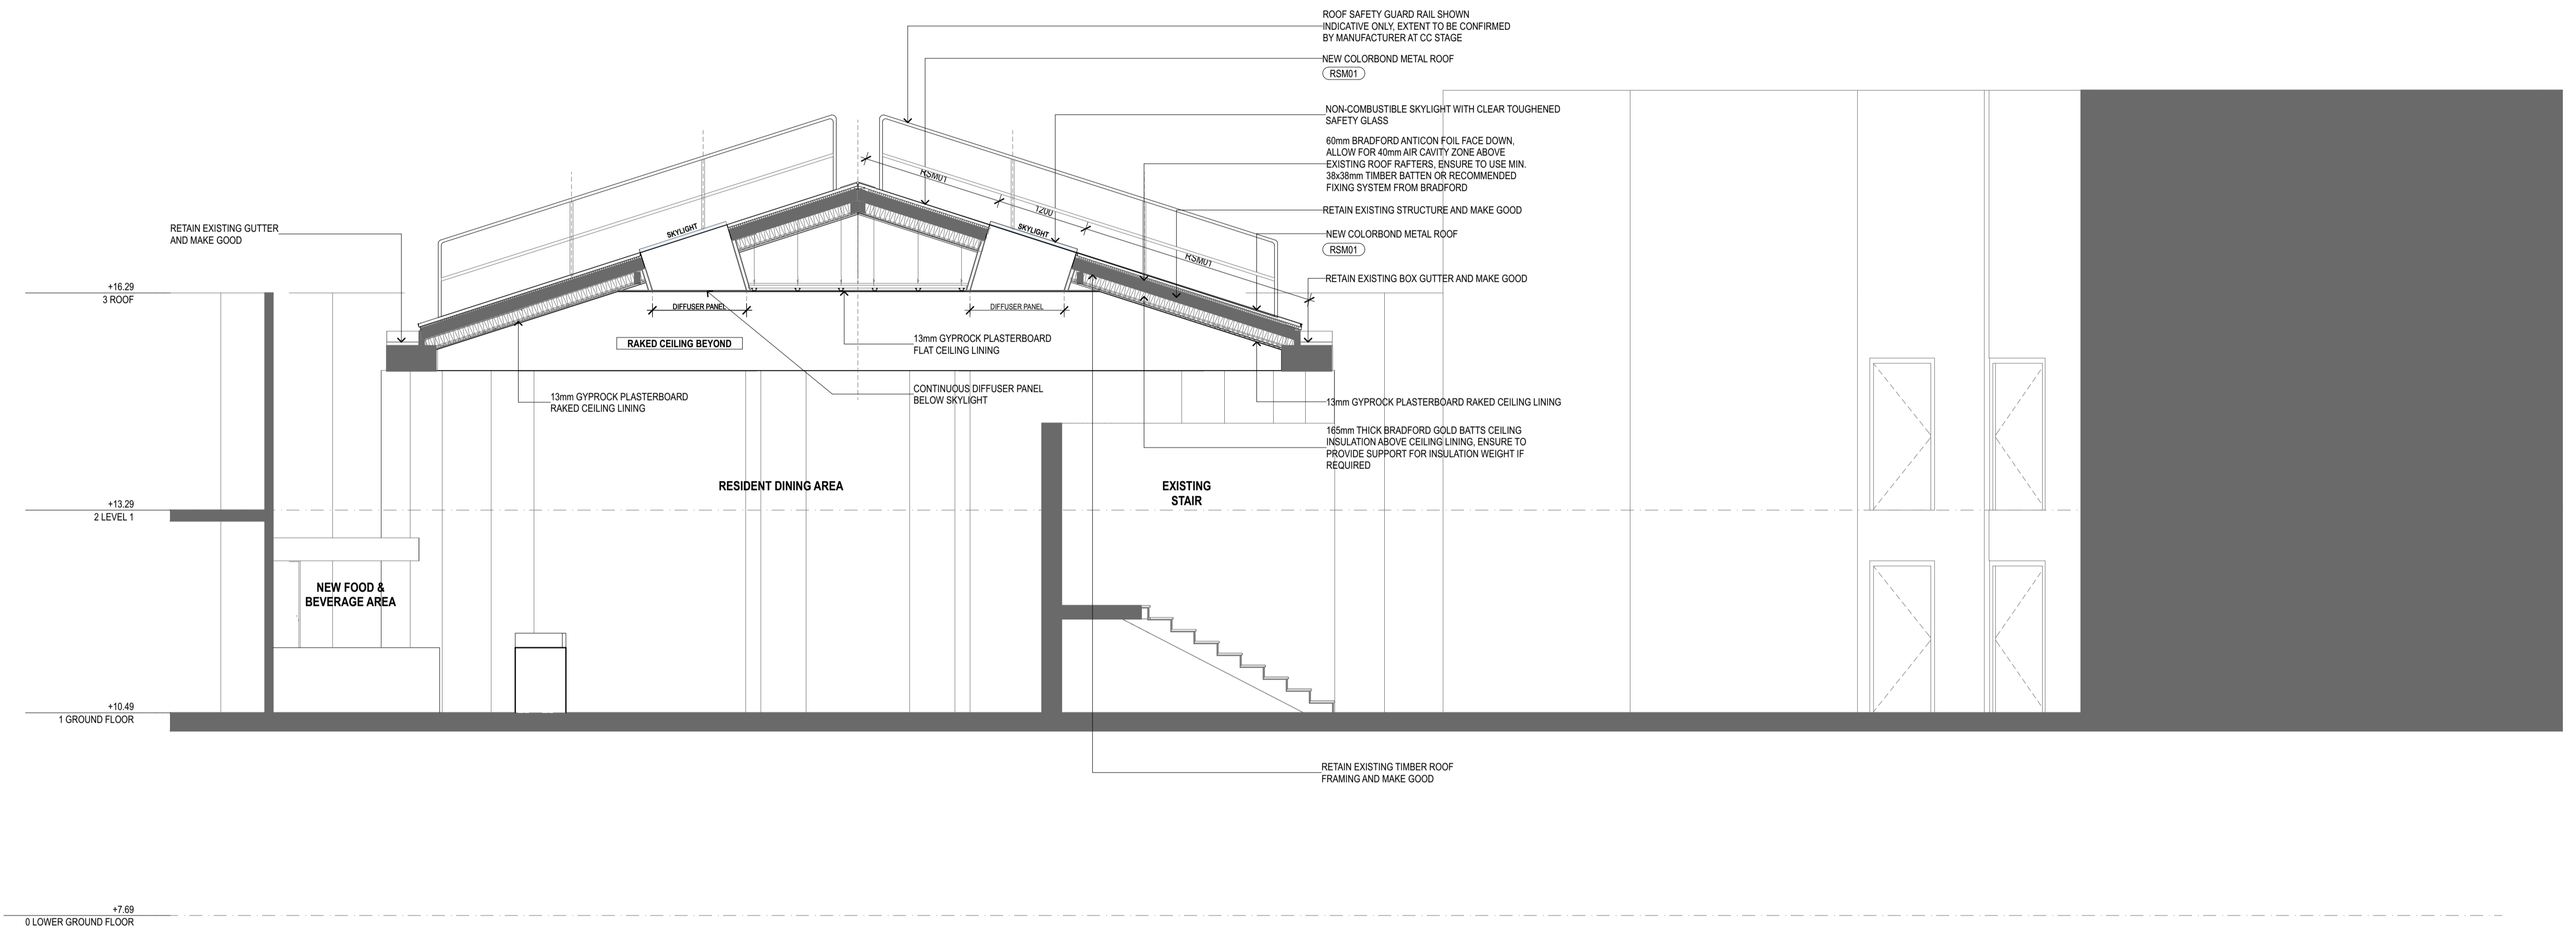 ROOF SAFETY GUARD RAIL SHOWN
INDICATIVE ONLY, EXTENT TO BE CONFIRMED
BY MANUFACTURER AT CC STAGE
NEW COLORBOND METAL ROOF
RSM01
NON-COMBUSTIBLE SKYLIGHT WITH CLEAR TOUGHENED
SAFETY GLASS
60mm BRADFORD ANTICON FOIL FACE DOWN,
ALLOW FOR 40mm AIR CAVITY ZONE ABOVE
EXISTING ROOF RAFTERS, ENSURE TO USE MIN.
38x38mm TIMBER BATTEN OR RECOMMENDED
FIXING SYSTEM FROM BRADFORD
RSM01
1200
RSM01
RETAIN EXISTING STRUCTURE AND MAKE GOOD
NEW COLORBOND METAL ROOF
RSM01
RETAIN EXISTING BOX GUTTER AND MAKE GOOD
RETAIN EXISTING GUTTER
AND MAKE GOOD
SKYLIGHT
SKYLIGHT
+16.29
3 ROOF
DIFFUSER PANEL
DIFFUSER PANEL
RAKED CEILING BEYOND
13mm GYPROCK PLASTERBOARD
FLAT CEILING LINING
CONTINUOUS DIFFUSER PANEL
BELOW SKYLIGHT
13mm GYPROCK PLASTERBOARD
RAKED CEILING LINING
13mm GYPROCK PLASTERBOARD RAKED CEILING LINING
165mm THICK BRADFORD GOLD BATTS CEILING
INSULATION ABOVE CEILING LINING, ENSURE TO
PROVIDE SUPPORT FOR INSULATION WEIGHT IF
REQUIRED
RESIDENT DINING AREA
EXISTING
STAIR
+13.29
2 LEVEL 1
NEW FOOD &
BEVERAGE AREA
+10.49
1 GROUND FLOOR
RETAIN EXISTING TIMBER ROOF
FRAMING AND MAKE GOOD
+7.69
0 LOWER GROUND FLOOR